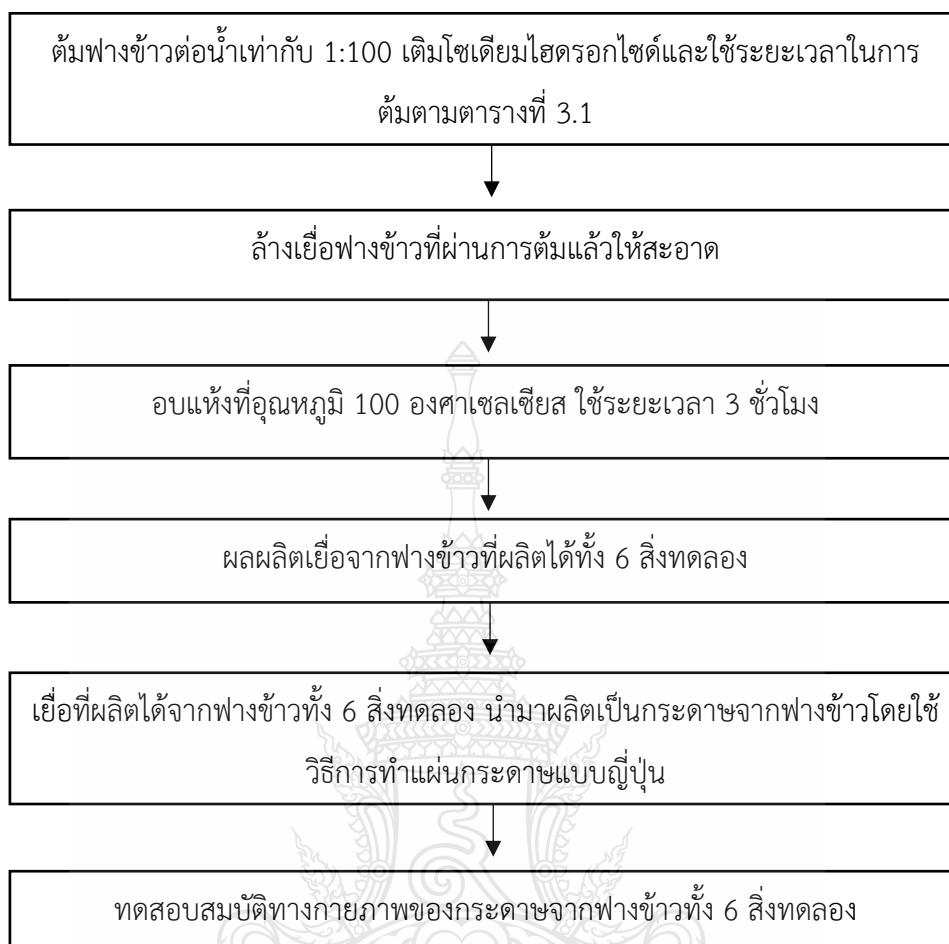 ต้มฟางข้าวต่อน้ำเท่ากับ 1:100 เติมโซเดียมไฮดรอกไซด์และใช้ระยะเวลาในการ
ต้มตามตารางที่ 3.1
ล้างเยื่อฟางข้าวที่ผ่านการต้มแล้วให้สะอาด
อบแห้งที่อุณหภูมิ 100 องศาเซลเซียส ใช้ระยะเวลา 3 ชั่วโมง
ผลผลิตเยื่อจากฟางข้าวที่ผลิตได้ทั้ง 6 สิ่งทดลอง
เยื่อที่ผลิตได้จากฟางข้าวทั้ง 6 สิ่งทดลอง นำมาผลิตเป็นกระดาษจากฟางข้าวโดยใช้
วิธีการทำแผ่นกระดาษแบบญี่ปุ่น
ทดสอบสมบัติทางกายภาพของกระดาษจากฟางข้าวทั้ง 6 สิ่งทดลอง